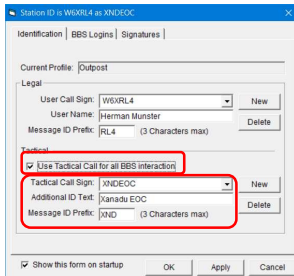 Station ID is W6XRL4 as XNDEOC
Identification BBS Logins Signatures
Current Profile: Outpost
Legal
User Call Sign: W6XRL4 New
User Name: Herman Munster
Delete
Message ID Prefix: RL4 (3 Characters max)
Tactical
Use Tactical Call for all BBS interaction
Tactical Call Sign: XNDEOC New
Additional ID Text: Xanadu EOC
Delete
Message ID Prefix: XND (3 Characters max)
Show this form on startup OK Apply Cancel